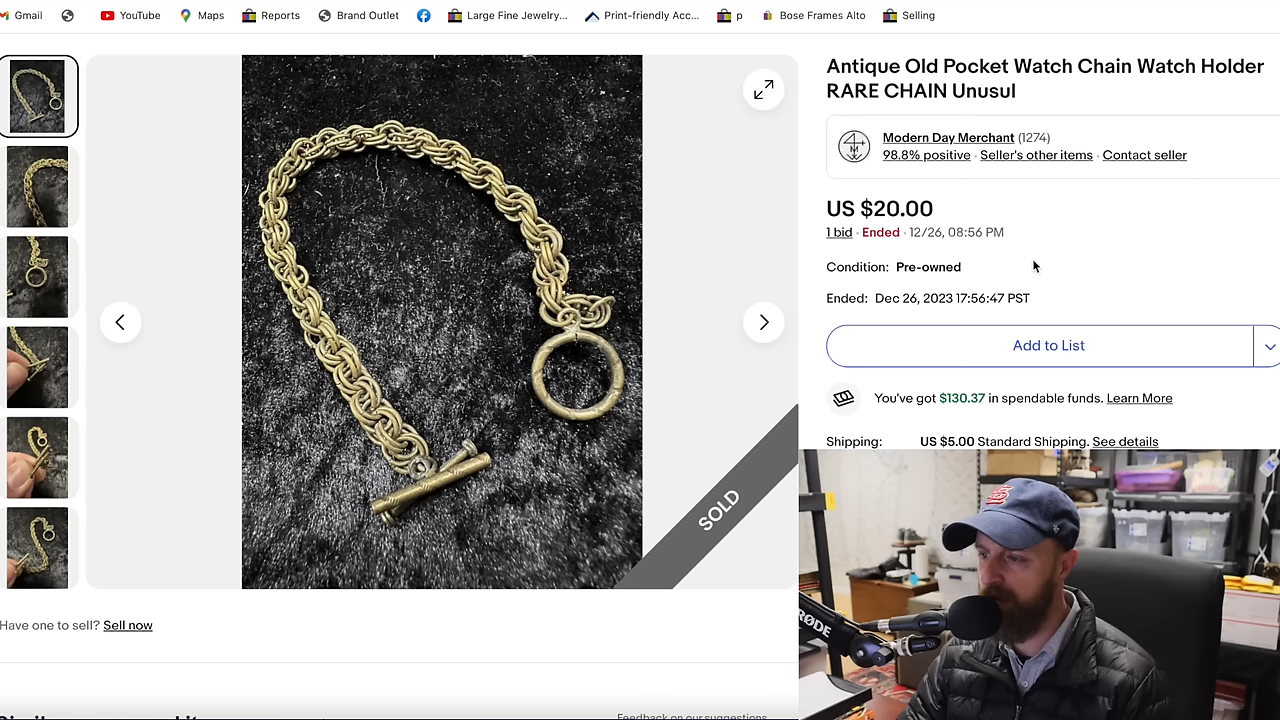 Gmail
YouTube
Maps
Reports
Brand Outlet
Large Fine Jewelry...
Print-friendly Acc...
p
Bose Frames Alto
Selling
Antique Old Pocket Watch Chain Watch Holder
RARE CHAIN Unusul
Modern Day Merchant (1274)
98.8% positive · Seller's other items · Contact seller
US $20.00
1 bid · Ended · 12/26, 08:56 PM
Condition: Pre-owned
Ended: Dec 26, 2023 17:56:47 PST
Add to List
You've got $130.37 in spendable funds. Learn More
Shipping: US $5.00 Standard Shipping. See details
SOLD
RØDE
Have one to sell? Sell now
Feedback on our suggestions